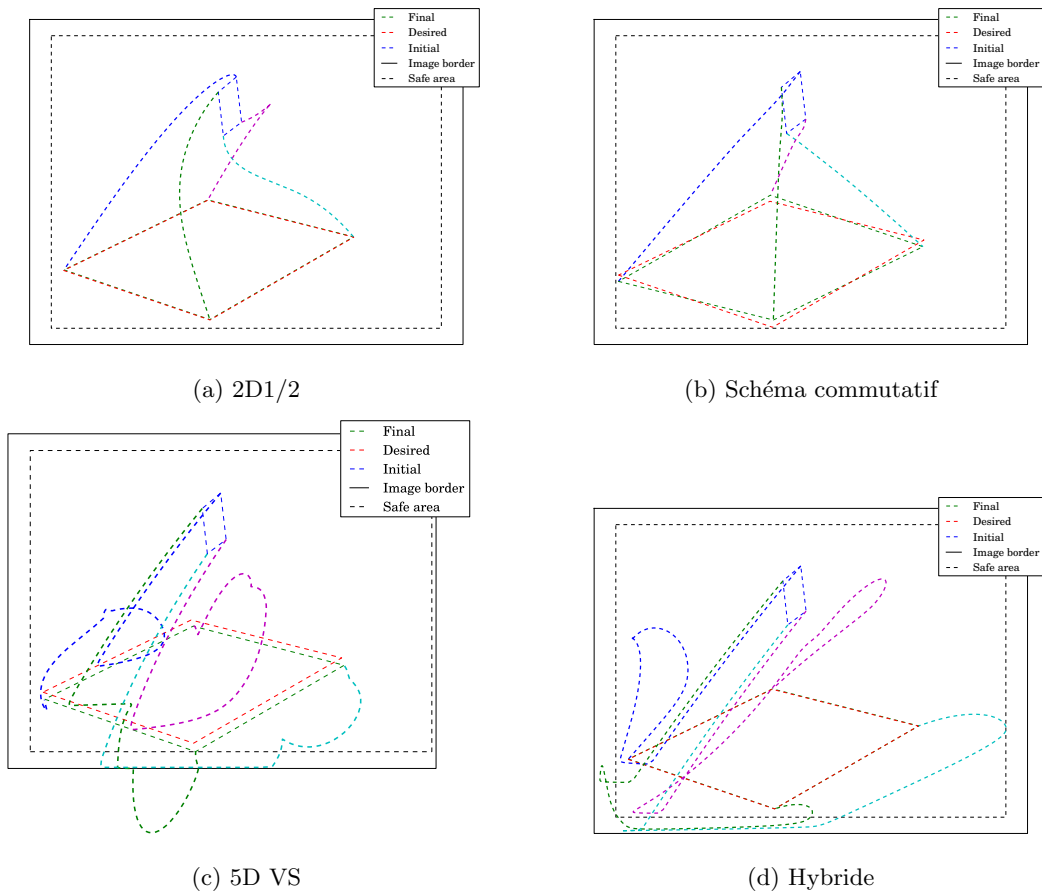 Final
Desired
Initial
Image border
Safe area
Final
Desired
Initial
Image border
Safe area
(a) 2D1/2
(b) Schéma commutatif
Final
Desired
Initial
Image border
Safe area
Final
Desired
Initial
Image border
Safe area
(c) 5D VS
(d) Hybride